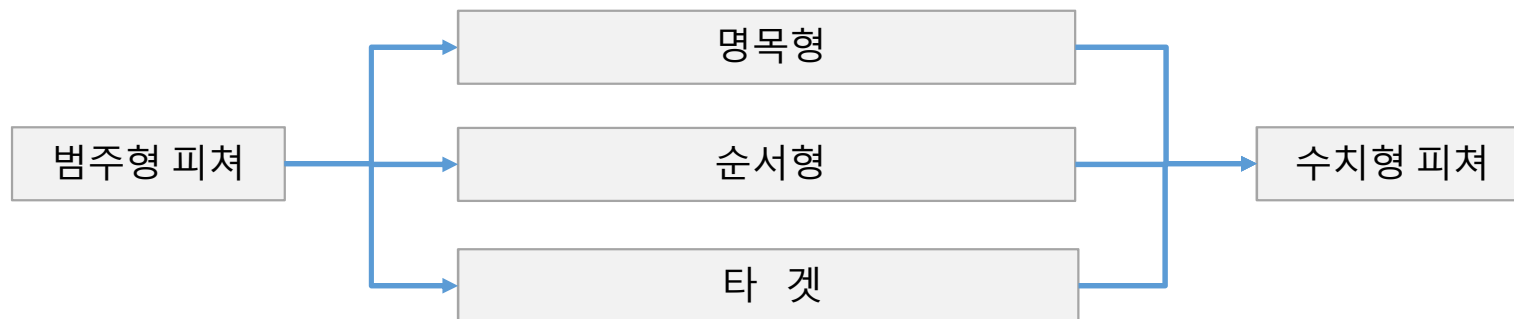 명목형
범주형 피쳐
순서형
수치형 피쳐
타 겟